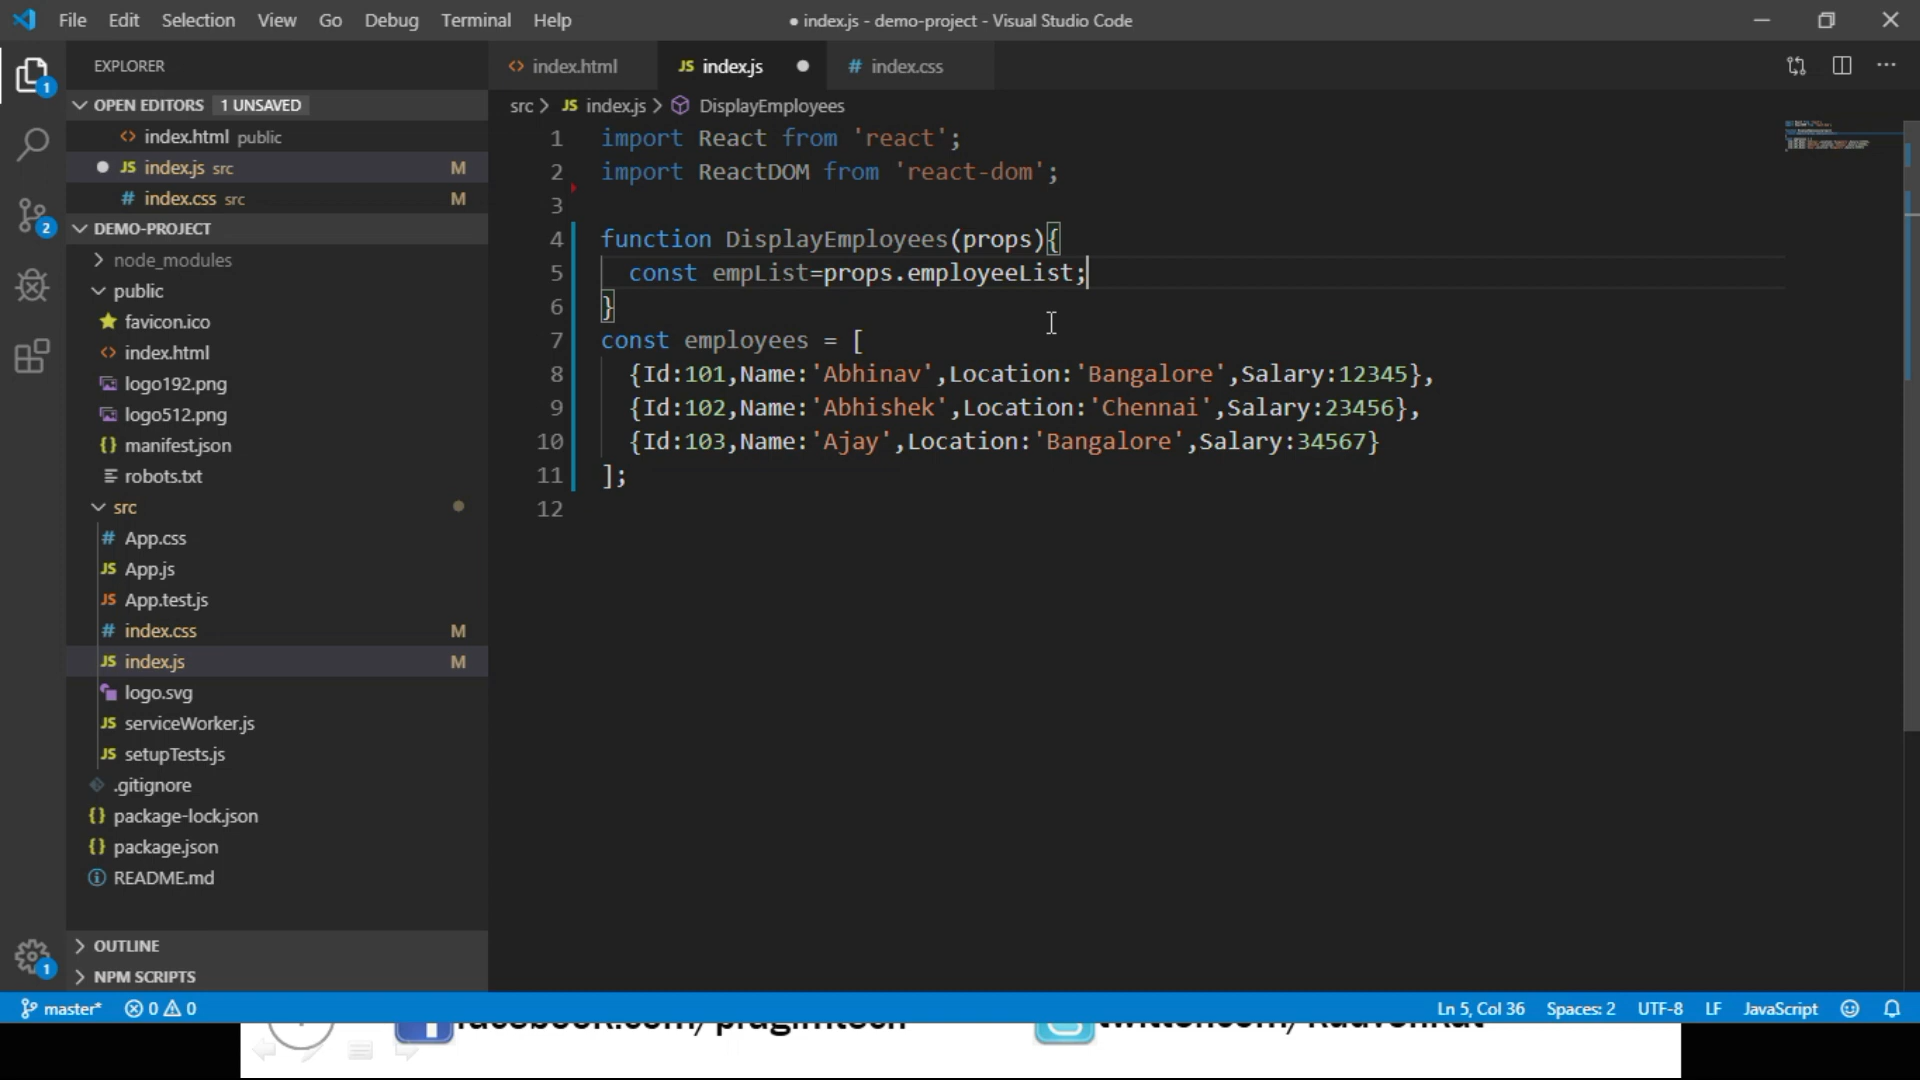 File Edit Selection View Go Debug Terminal Help
● index.js - demo-project - Visual Studio Code
EXPLORER
OPEN EDITORS 1 UNSAVED
index.html public
index.js src M
index.css src M
DEMO-PROJECT
node_modules
public
favicon.ico
index.html
logo192.png
logo512.png
manifest.json
robots.txt
src
App.css
App.js
App.test.js
index.css M
index.js M
logo.svg
serviceWorker.js
setupTests.js
.gitignore
package-lock.json
package.json
README.md
OUTLINE
NPM SCRIPTS
index.html index.js index.css
src > JS index.js > DisplayEmployees
1 import React from 'react';
2 import ReactDOM from 'react-dom';
3
4 function DisplayEmployees(props){
5 const empList=props.employeeList;
6 }
7 const employees = [
8 {Id:101,Name:'Abhinav',Location:'Bangalore',Salary:12345},
9 {Id:102,Name:'Abhishek',Location:'Chennai',Salary:23456},
10 {Id:103,Name:'Ajay',Location:'Bangalore',Salary:34567}
11 ];
12
master* 0 0 Ln 5, Col 36 Spaces: 2 UTF-8 LF JavaScript
facebook.com/pragimtech twitter.com/kudvenkat